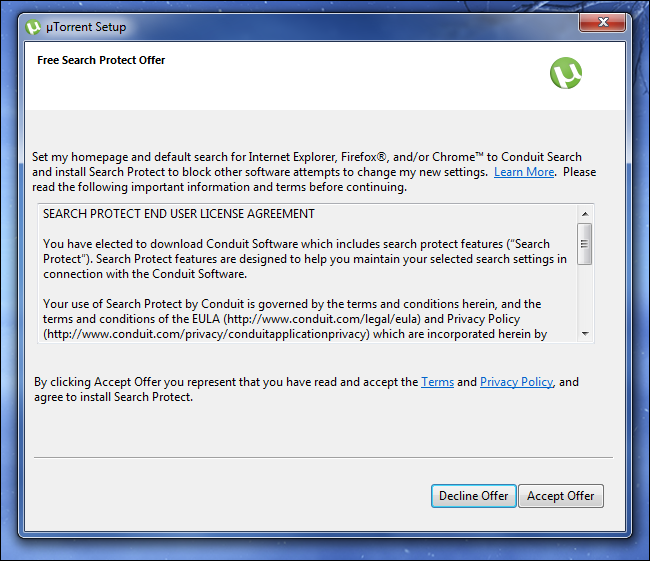 µTorrent Setup
Free Search Protect Offer
Set my homepage and default search for Internet Explorer, Firefox®, and/or Chrome™ to Conduit Search
and install Search Protect to block other software attempts to change my new settings. Learn More. Please
read the following important information and terms before continuing.
SEARCH PROTECT END USER LICENSE AGREEMENT
You have elected to download Conduit Software which includes search protect features (“Search
Protect”). Search Protect features are designed to help you maintain your selected search settings in
connection with the Conduit Software.
Your use of Search Protect by Conduit is governed by the terms and conditions herein, and the
terms and conditions of the EULA (http://www.conduit.com/legal/eula) and Privacy Policy
(http://www.conduit.com/privacy/conduitapplicationprivacy) which are incorporated herein by
By clicking Accept Offer you represent that you have read and accept the Terms and Privacy Policy, and
agree to install Search Protect.
Decline Offer Accept Offer